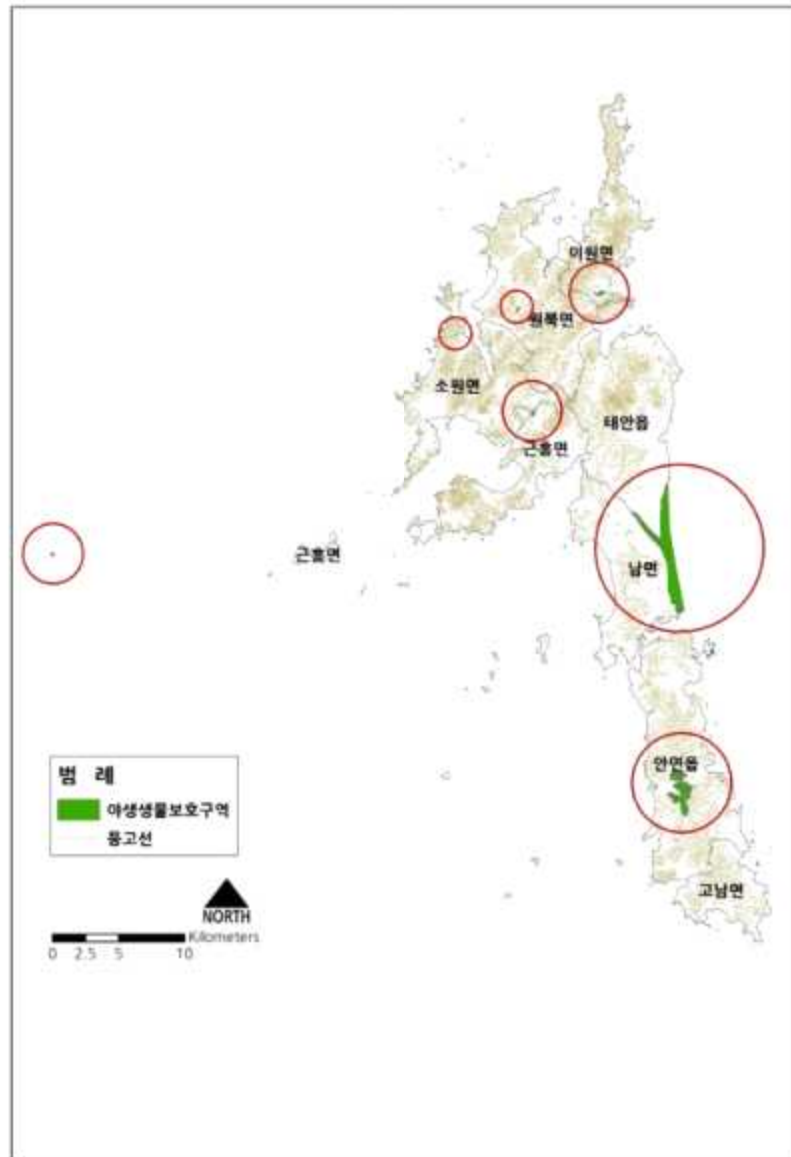 이원면
원북면
소원면
태안읍
근흥면
근흥면
남면
안면읍
고남면
범 례
야생생물보호구역
등고선
NORTH
Kilometers
0 2.5 5 10